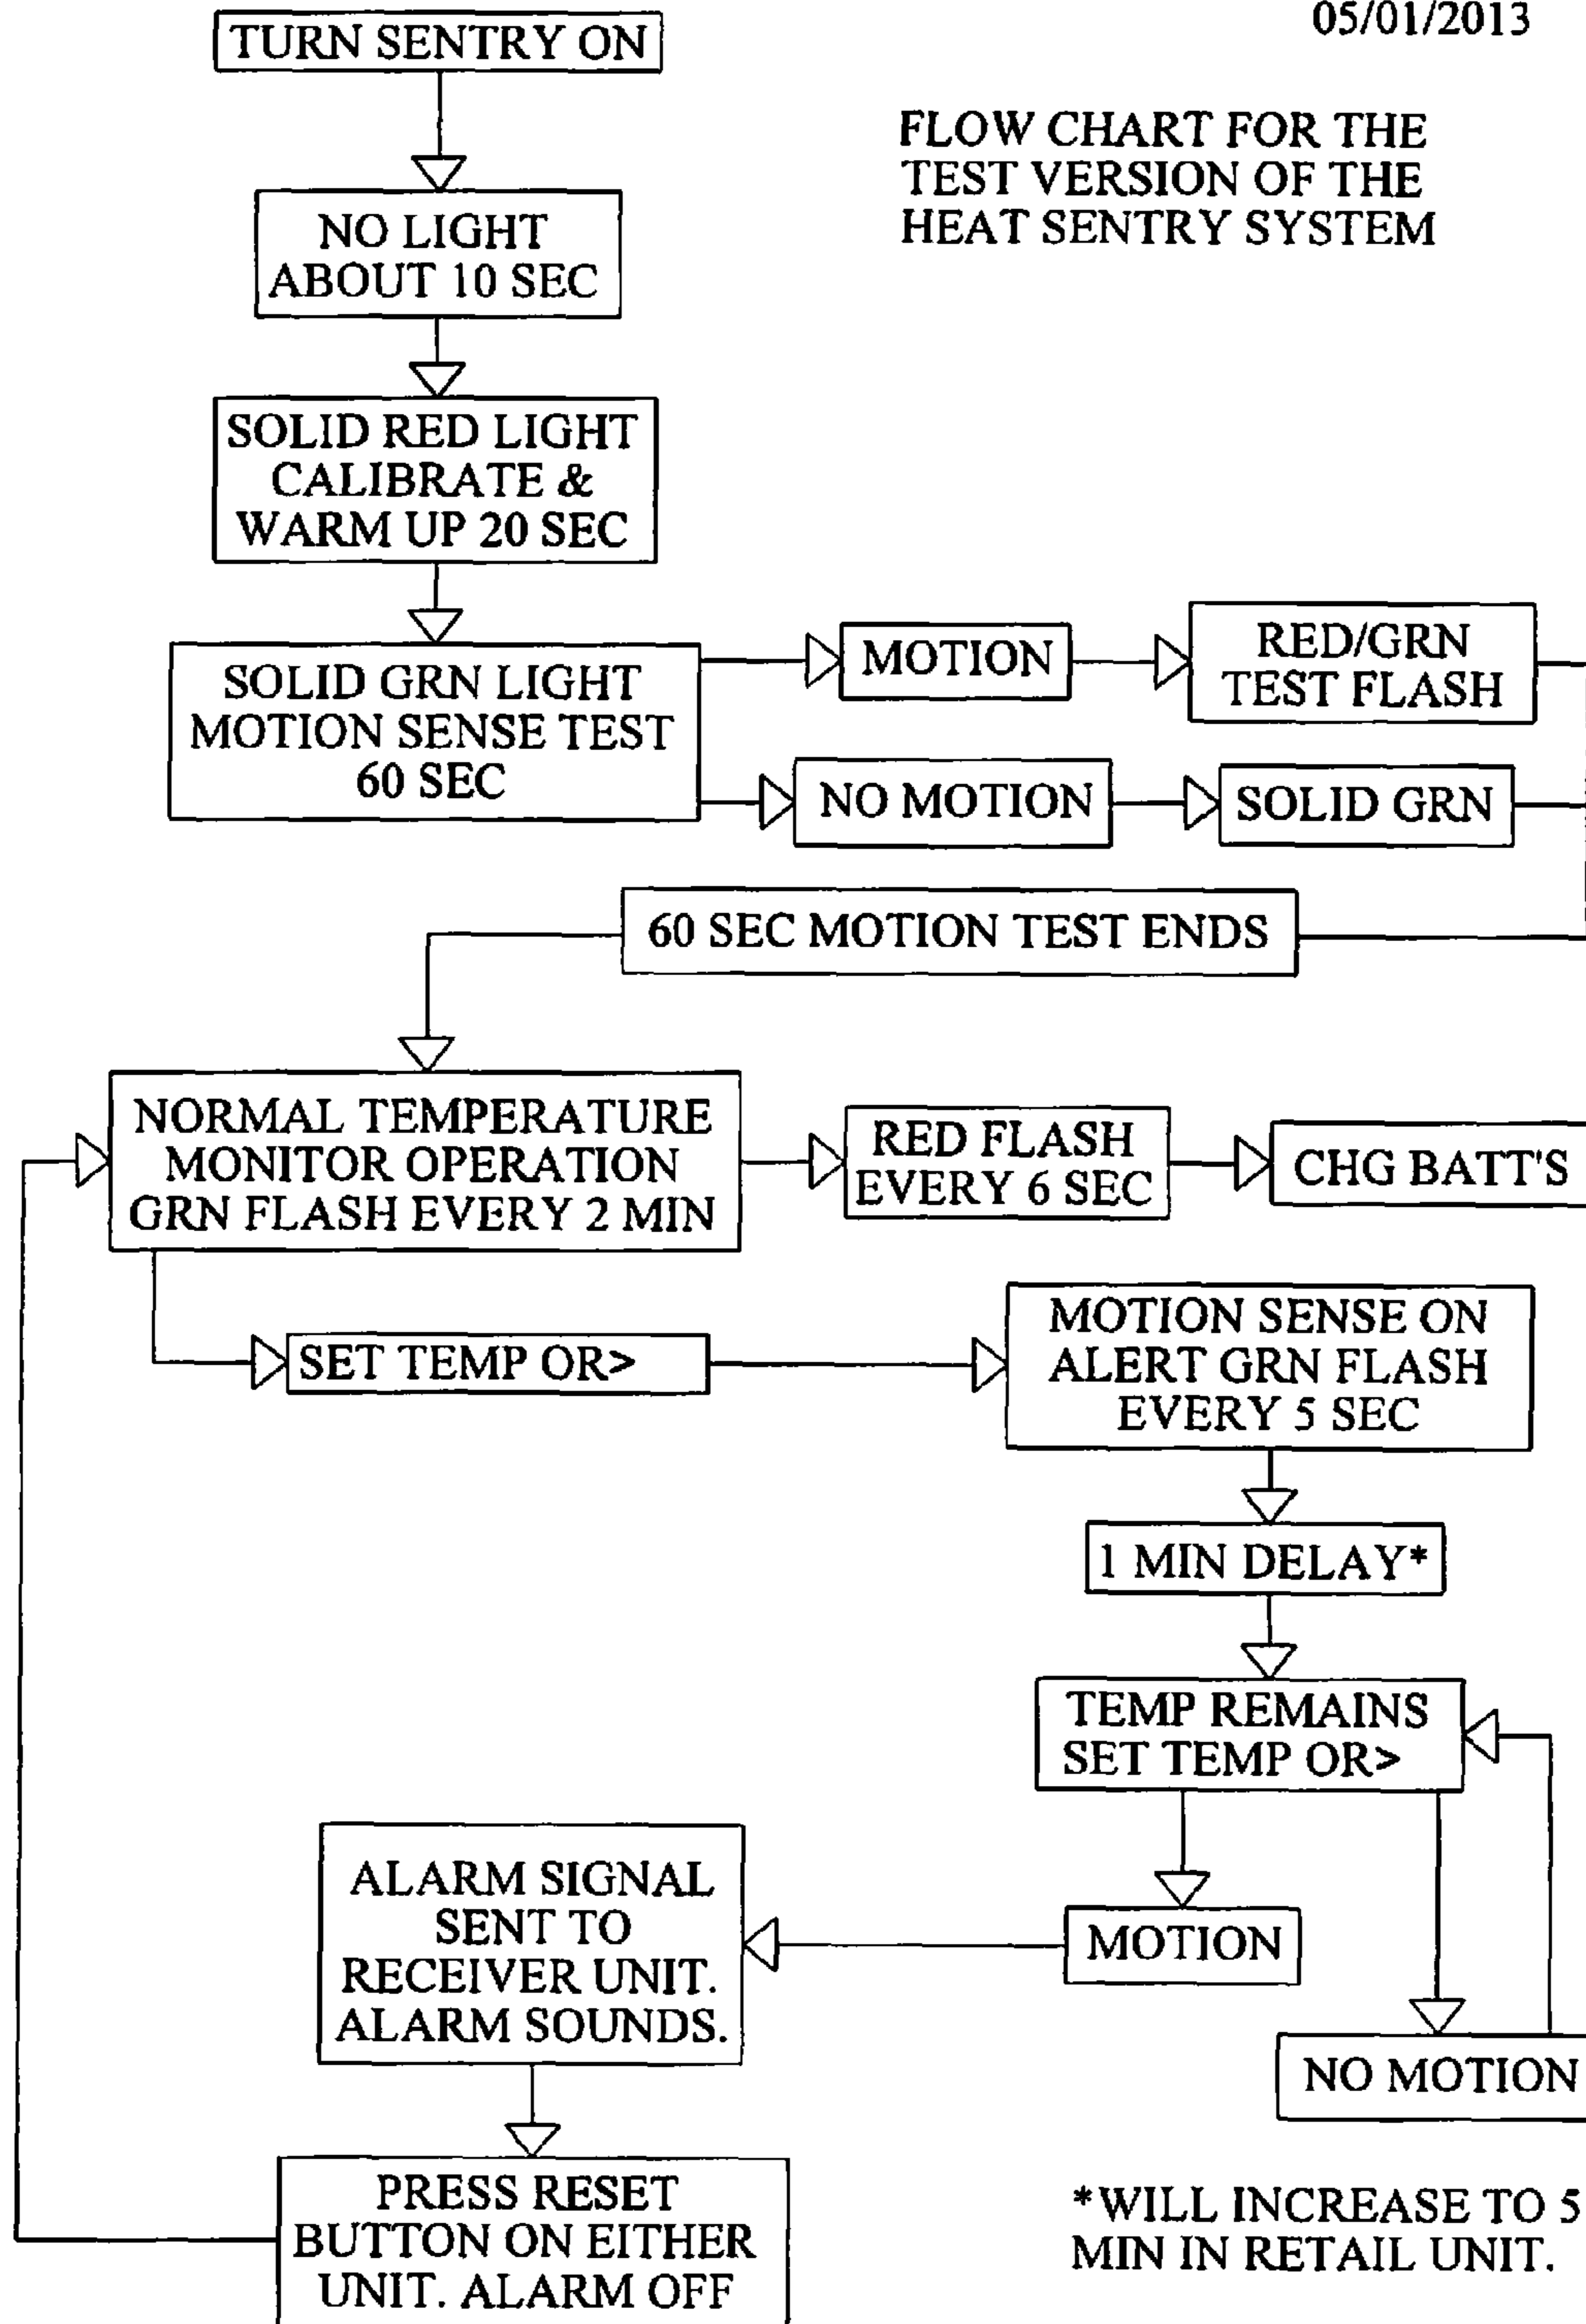 05/01/2013
TURN SENTRY ON
FLOW CHART FOR THE
TEST VERSION OF THE
HEAT SENTRY SYSTEM
NO LIGHT
ABOUT 10 SEC
SOLID RED LIGHT
CALIBRATE &
WARM UP 20 SEC
SOLID GRN LIGHT
MOTION SENSE TEST
60 SEC
MOTION
RED/GRN
TEST FLASH
NO MOTION
SOLID GRN
60 SEC MOTION TEST ENDS
NORMAL TEMPERATURE
MONITOR OPERATION
GRN FLASH EVERY 2 MIN
RED FLASH
EVERY 6 SEC
CHG BATT'S
SET TEMP OR>
MOTION SENSE ON
ALERT GRN FLASH
EVERY 5 SEC
1 MIN DELAY*
TEMP REMAINS
SET TEMP OR>
ALARM SIGNAL
SENT TO
RECEIVER UNIT.
ALARM SOUNDS.
MOTION
NO MOTION
PRESS RESET
BUTTON ON EITHER
UNIT. ALARM OFF
*WILL INCREASE TO 5
MIN IN RETAIL UNIT.